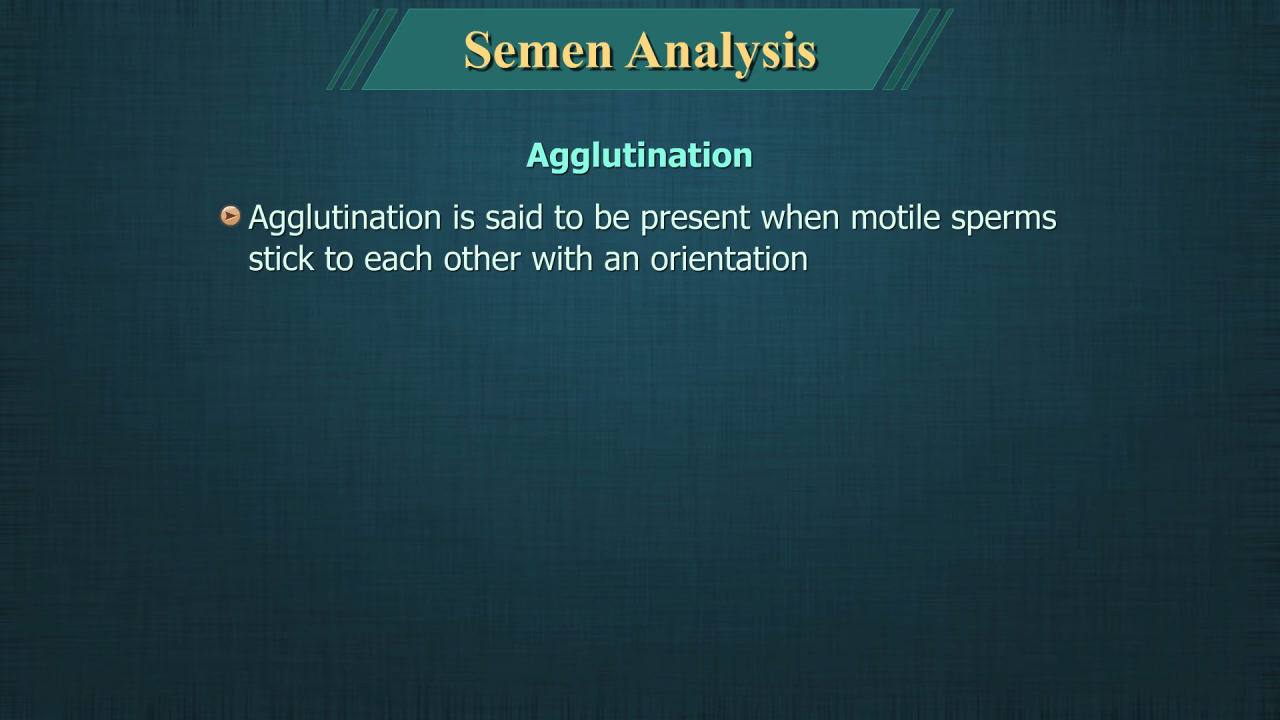 Semen Analysis
Agglutination
Agglutination is said to be present when motile sperms
stick to each other with an orientation